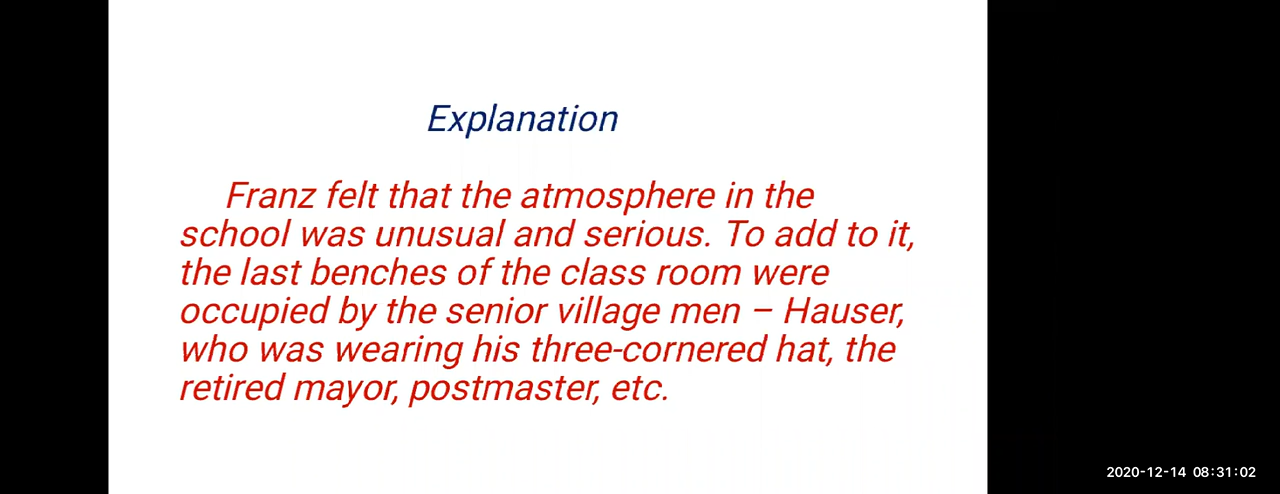 Explanation
Franz felt that the atmosphere in the
school was unusual and serious. To add to it,
the last benches of the class room were
occupied by the senior village men – Hauser,
who was wearing his three-cornered hat, the
retired mayor, postmaster, etc.
2020-12-14 08:31:02